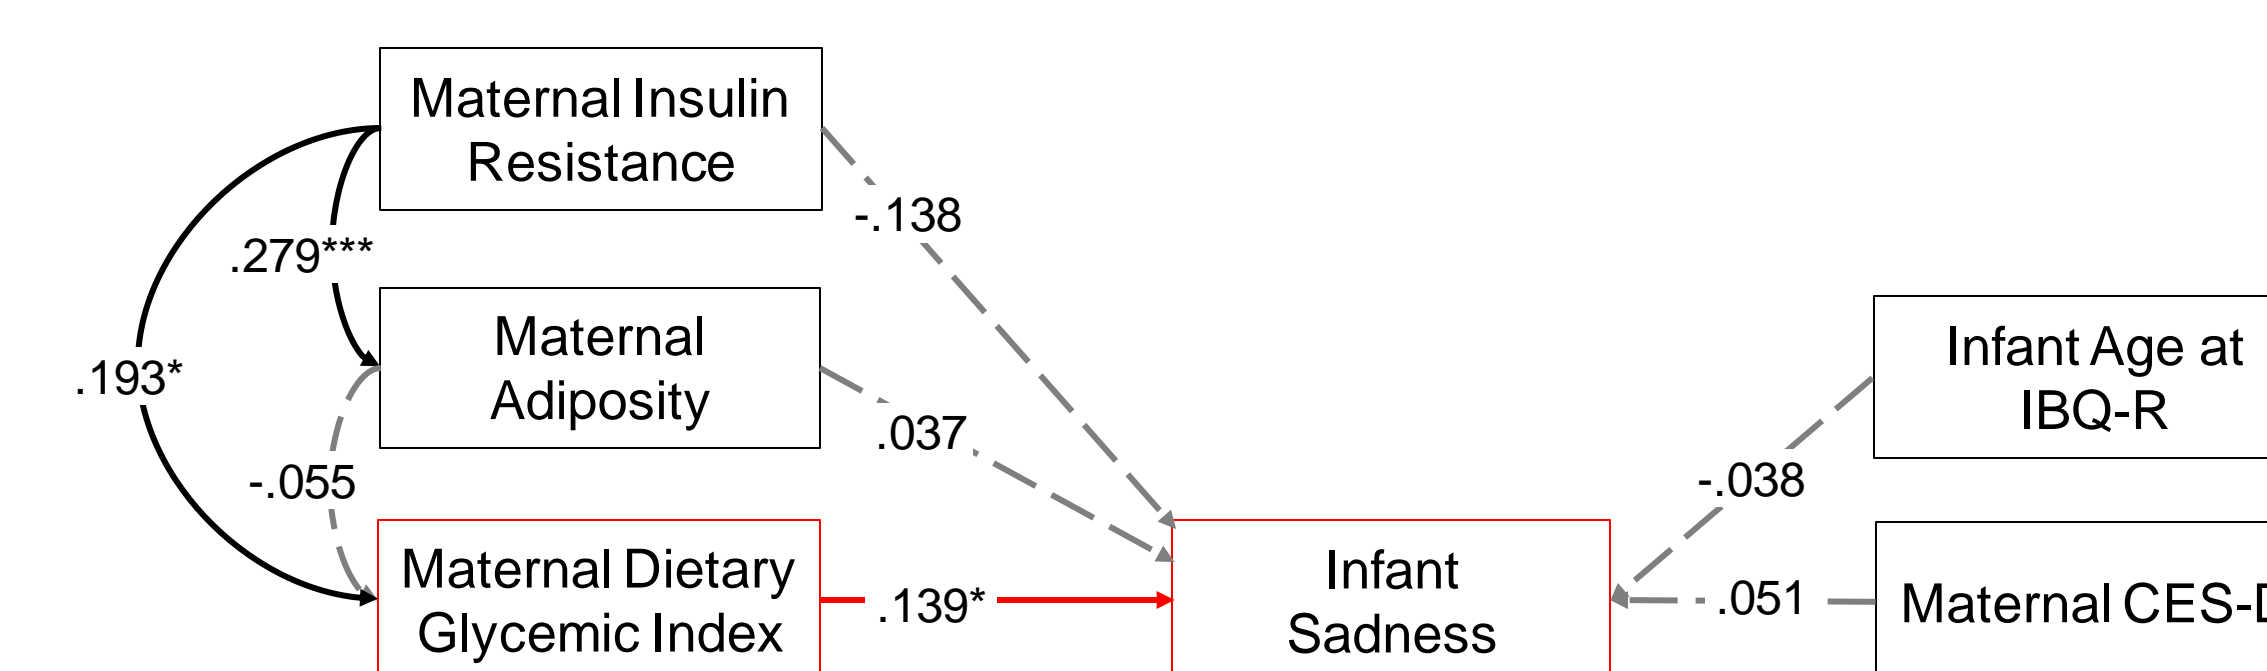 Maternal Insulin
Resistance
-.138
.279***
Maternal
Adiposity
Infant Age at
IBQ-R
.193*
.037
-.055
-.038
Maternal Dietary
Glycemic Index
.139*
Infant
Sadness
.051
Maternal CES-D